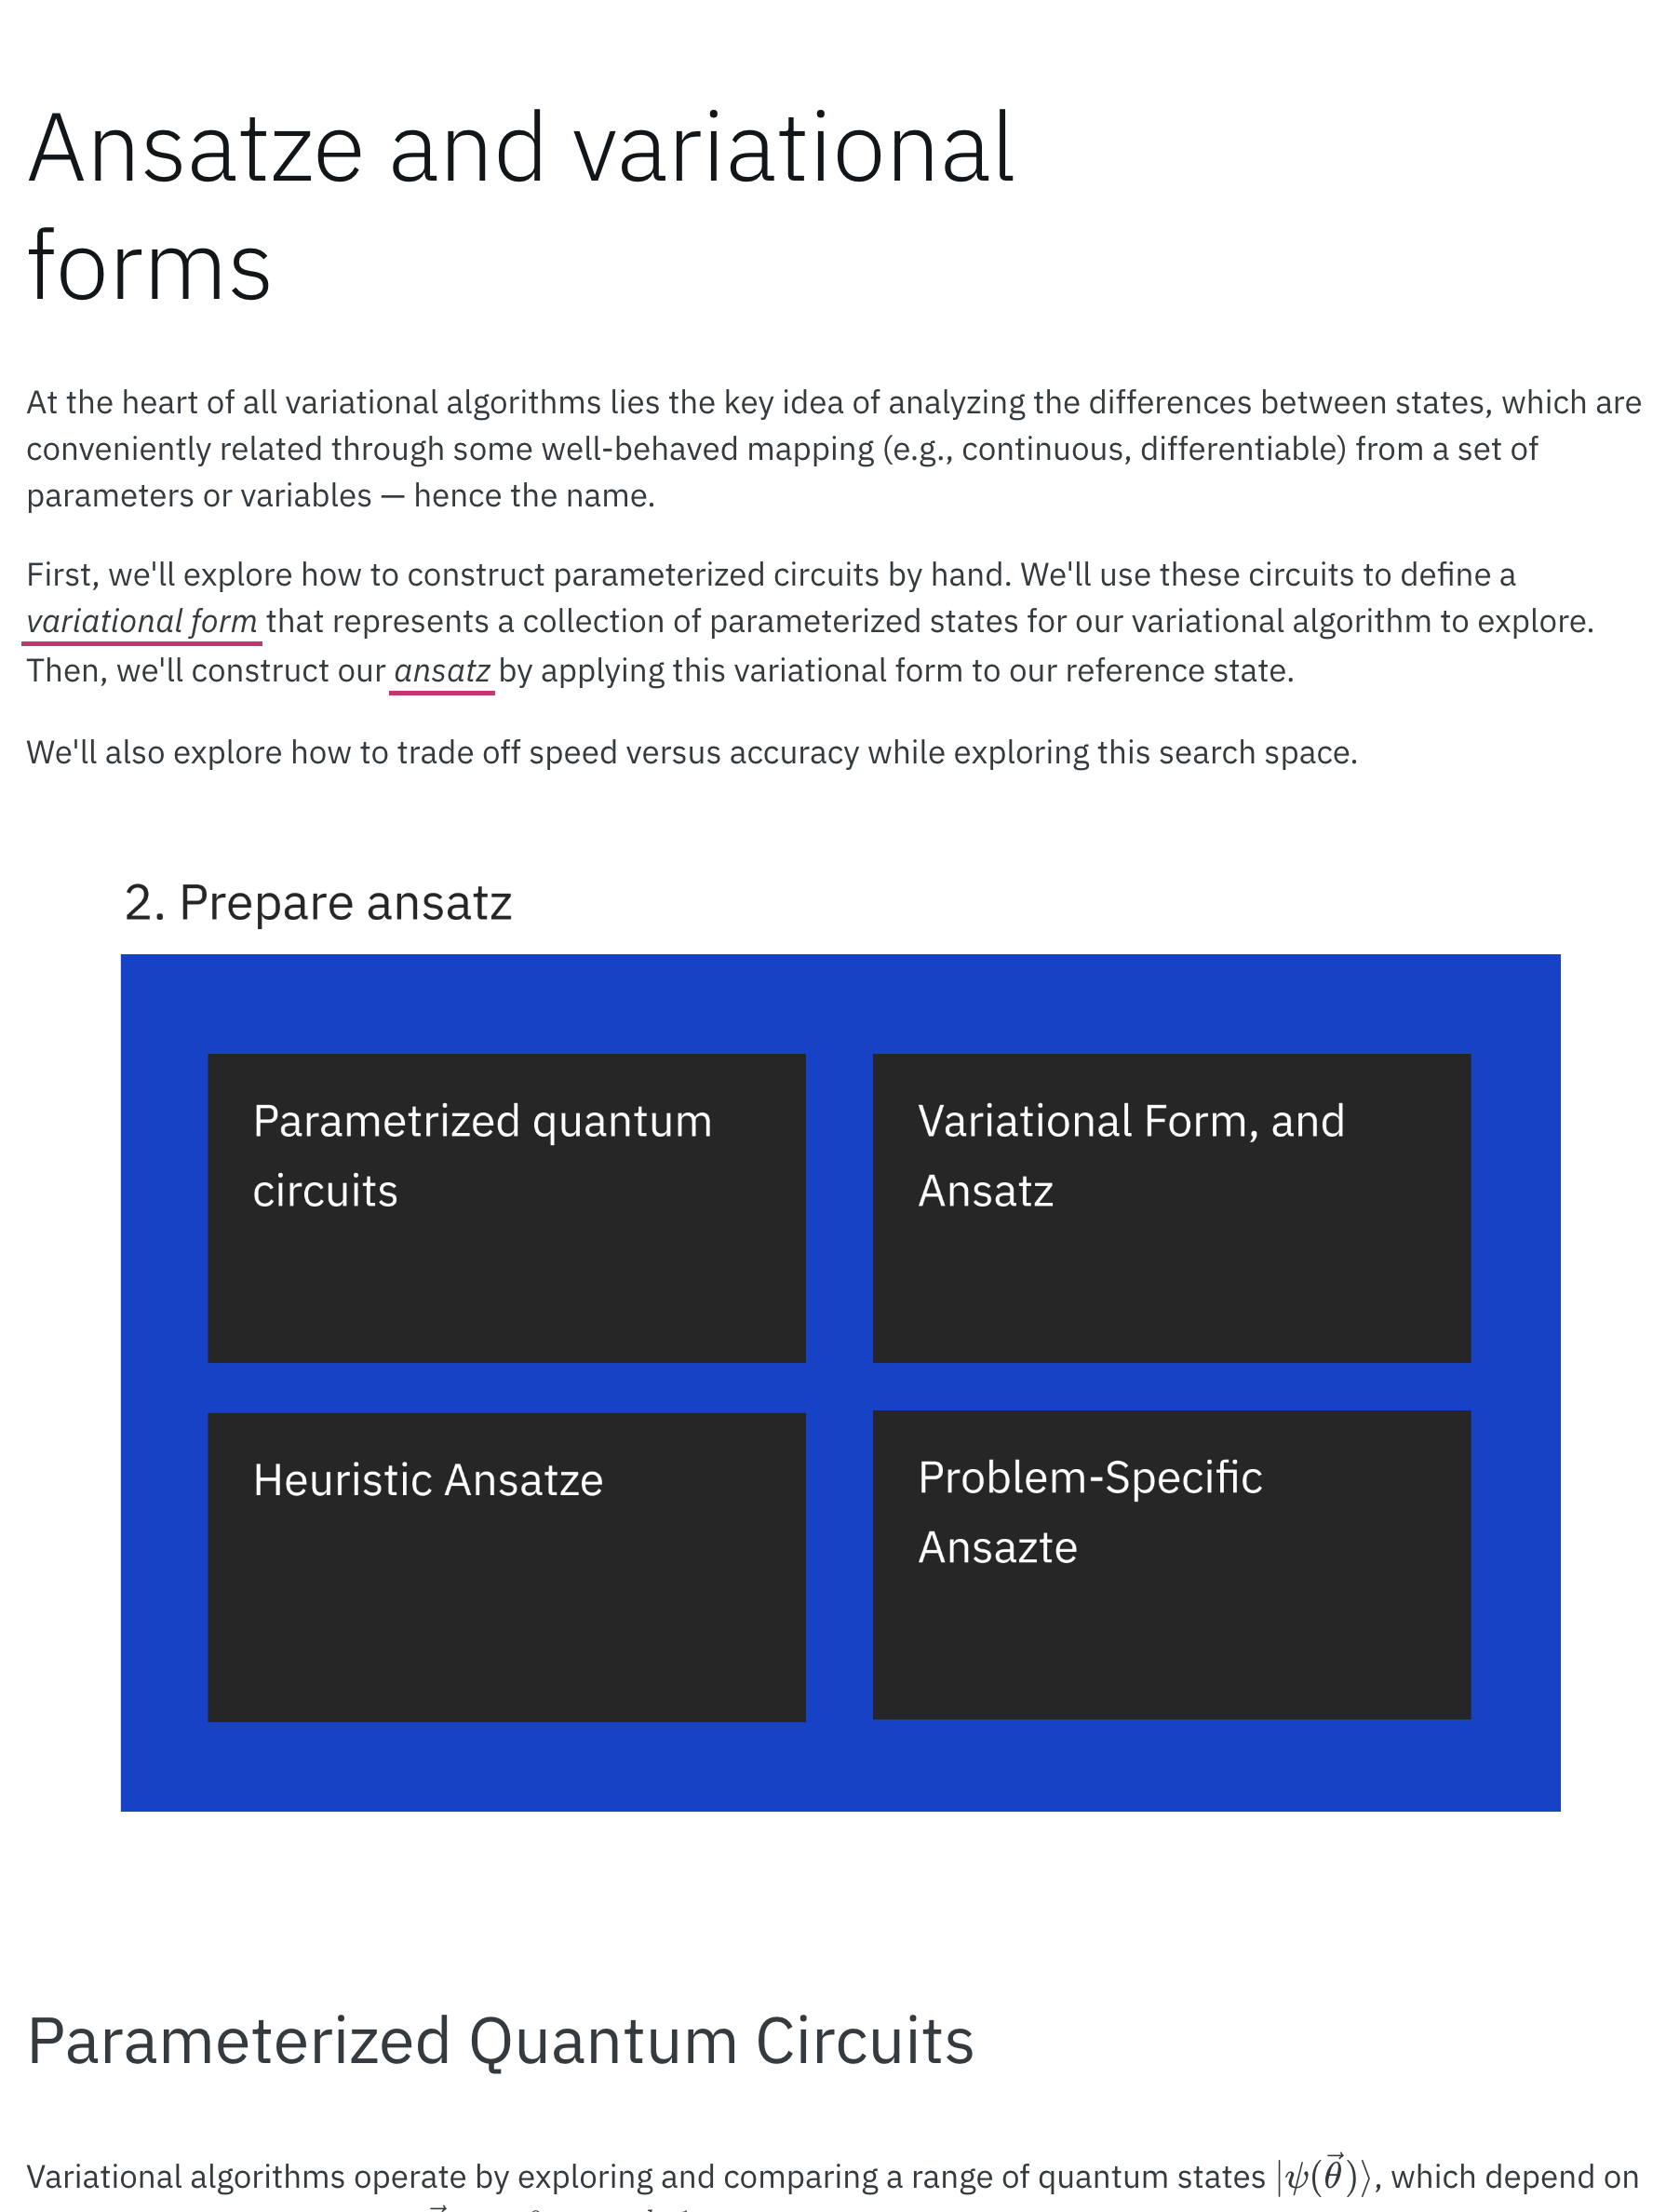 Ansatze and variational
forms
At the heart of all variational algorithms lies the key idea of analyzing the differences between states, which are
conveniently related through some well-behaved mapping (e.g., continuous, differentiable) from a set of
parameters or variables — hence the name.
First, we'll explore how to construct parameterized circuits by hand. We'll use these circuits to define a
variational form that represents a collection of parameterized states for our variational algorithm to explore.
Then, we'll construct our ansatz by applying this variational form to our reference state.
We'll also explore how to trade off speed versus accuracy while exploring this search space.
2. Prepare ansatz
Parametrized quantum
circuits
Variational Form, and
Ansatz
Heuristic Ansatze
Problem-Specific
Ansazte
Parameterized Quantum Circuits
Variational algorithms operate by exploring and comparing a range of quantum states |ψ(θ⃗)⟩, which depend on